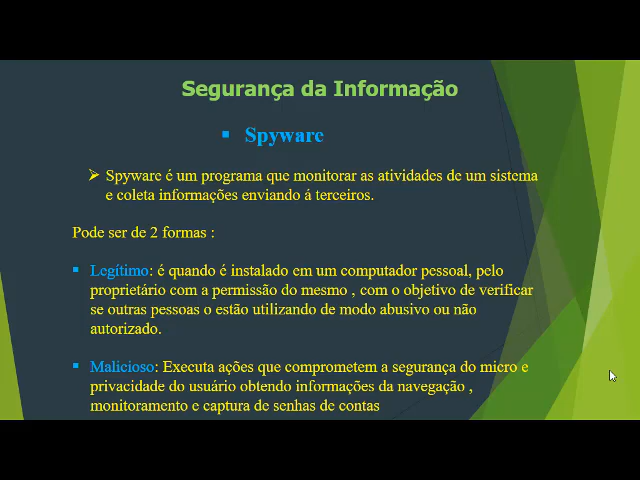 Segurança da Informação
▪ Spyware
➢ Spyware é um programa que monitorar as atividades de um sistema
e coleta informações enviando á terceiros.
Pode ser de 2 formas :
▪ Legítimo: é quando é instalado em um computador pessoal, pelo
proprietário com a permissão do mesmo , com o objetivo de verificar
se outras pessoas o estão utilizando de modo abusivo ou não
autorizado.
▪ Malicioso: Executa ações que comprometem a segurança do micro e
privacidade do usuário obtendo informações da navegação ,
monitoramento e captura de senhas de contas